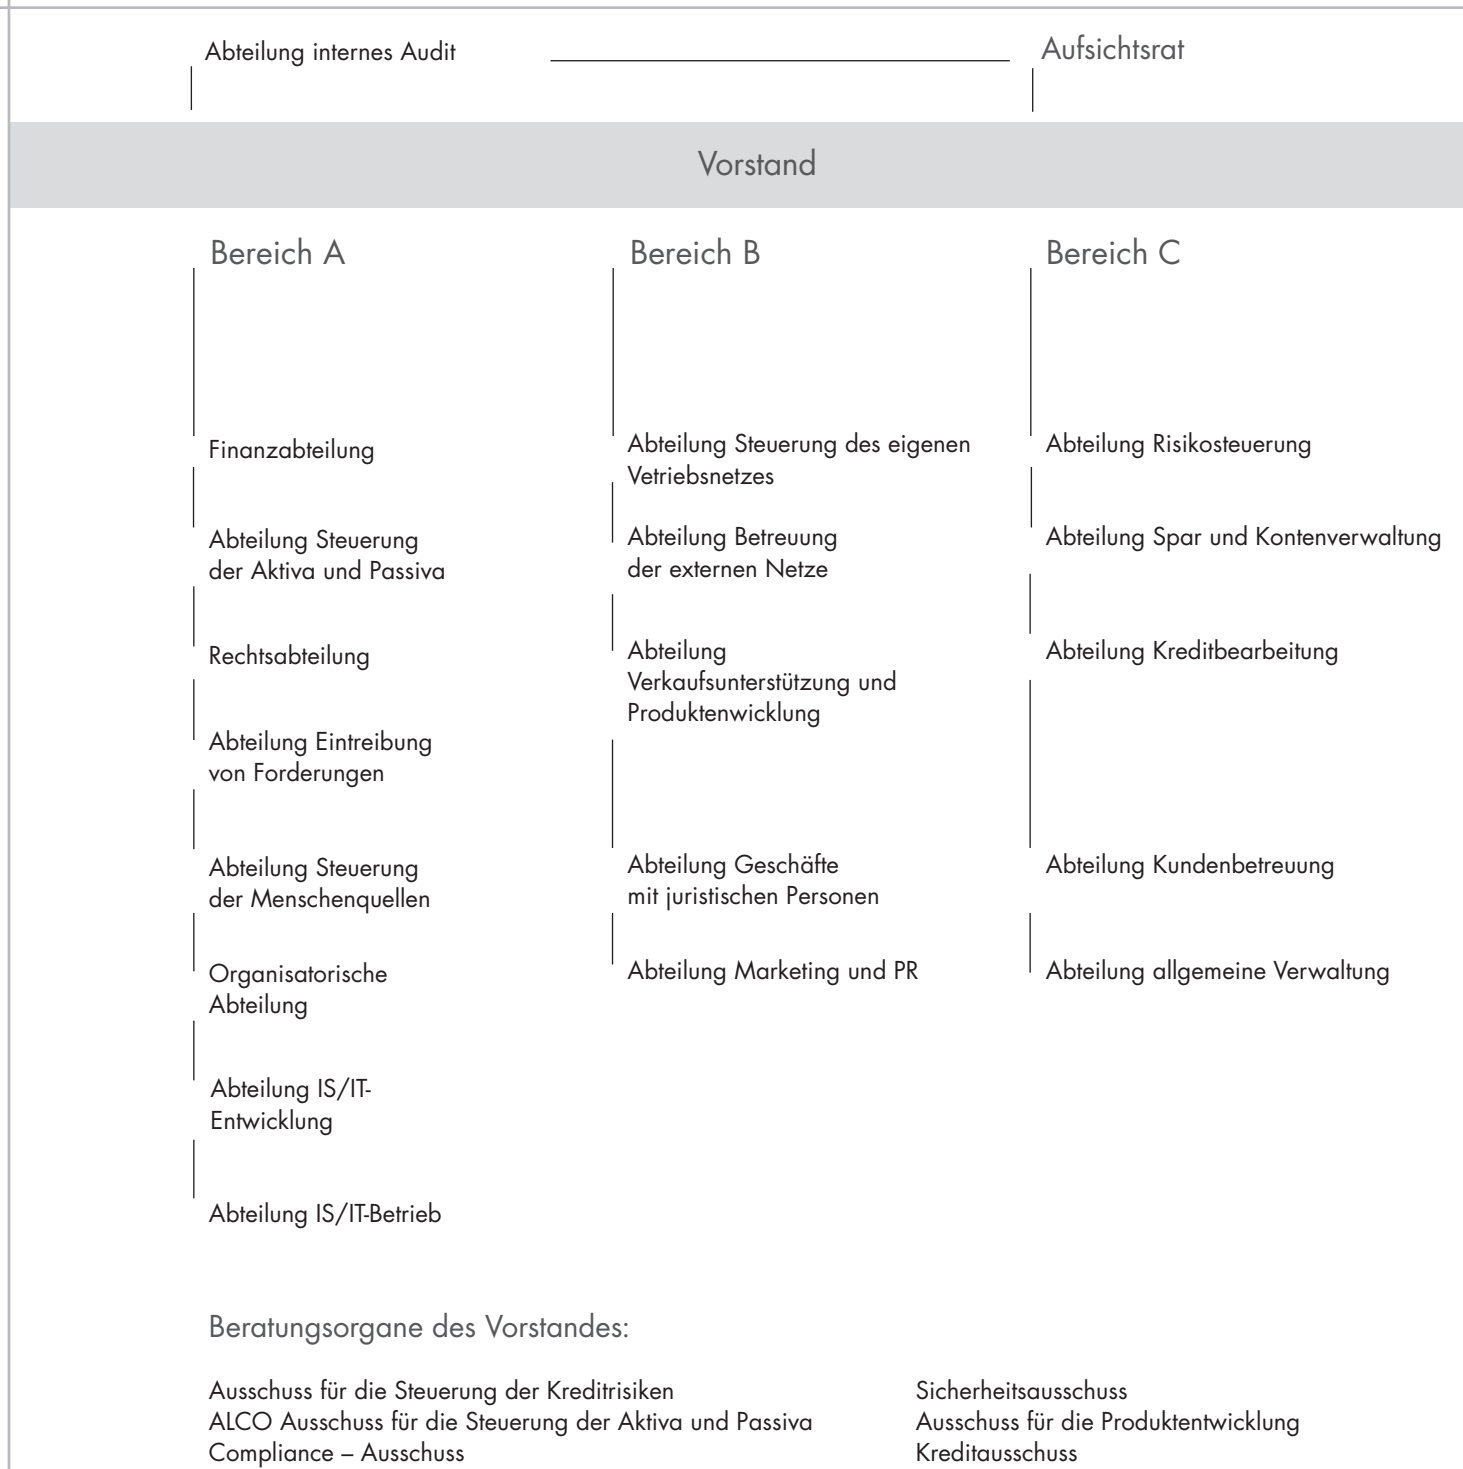 Abteilung internes Audit
Aufsichtsrat
Vorstand
Bereich A
Finanzabteilung
Abteilung Steuerung
der Aktiva und Passiva
Rechtsabteilung
Abteilung Eintreibung
von Forderungen
Abteilung Steuerung
der Menschenquellen
Organisatorische
Abteilung
Abteilung IS/IT-
Entwicklung
Abteilung IS/IT-Betrieb
Bereich B
Abteilung Steuerung des eigenen
Vetriebsnetzes
Abteilung Betreuung
der externen Netze
Abteilung
Verkaufsunterstützung und
Produktenwicklung
Abteilung Geschäfte
mit juristischen Personen
Abteilung Marketing und PR
Bereich C
Abteilung Risikosteuerung
Abteilung Spar und Kontenverwaltung
Abteilung Kreditbearbeitung
Abteilung Kundenbetreuung
Abteilung allgemeine Verwaltung
Beratungsorgane des Vorstandes:
Ausschuss für die Steuerung der Kreditrisiken
ALCO Ausschuss für die Steuerung der Aktiva und Passiva
Compliance – Ausschuss
Sicherheitsausschuss
Ausschuss für die Produktentwicklung
Kreditausschuss